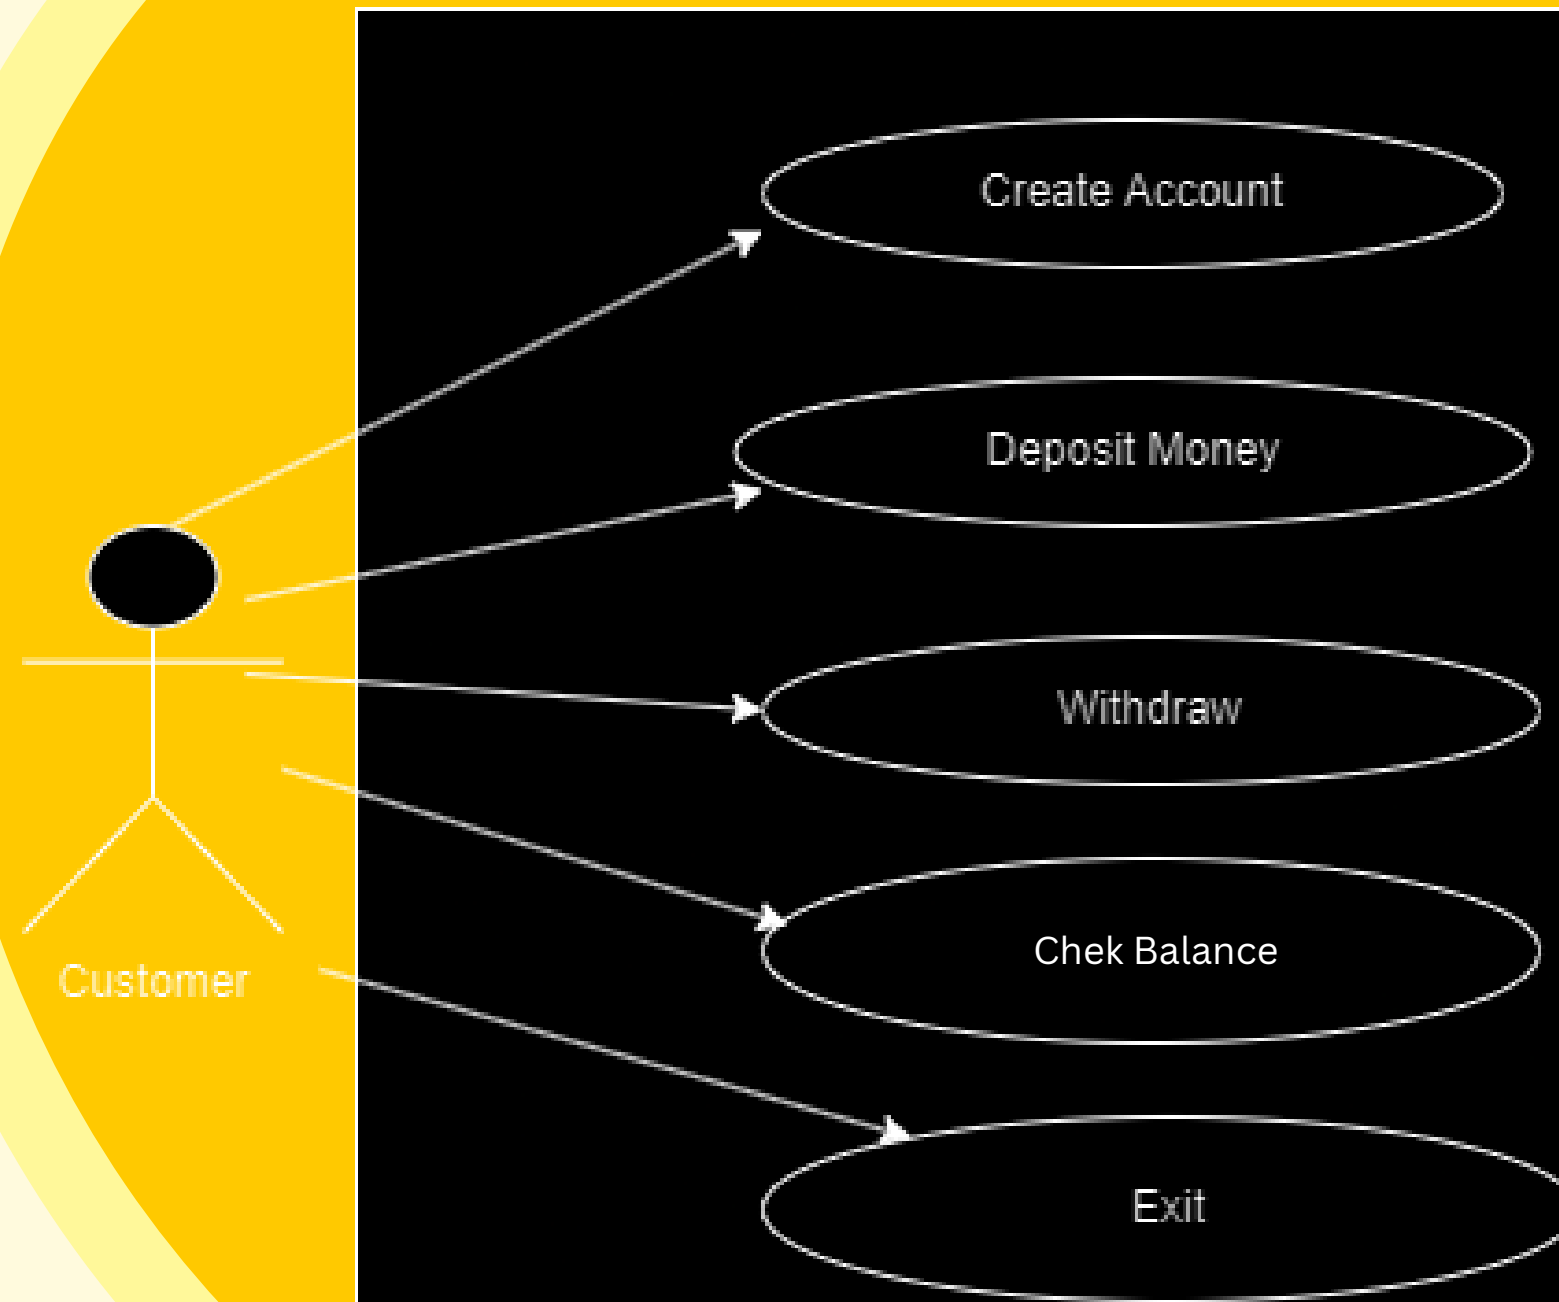 Create Account
Deposit Money
Withdraw
Chek Balance
Customer
Exit